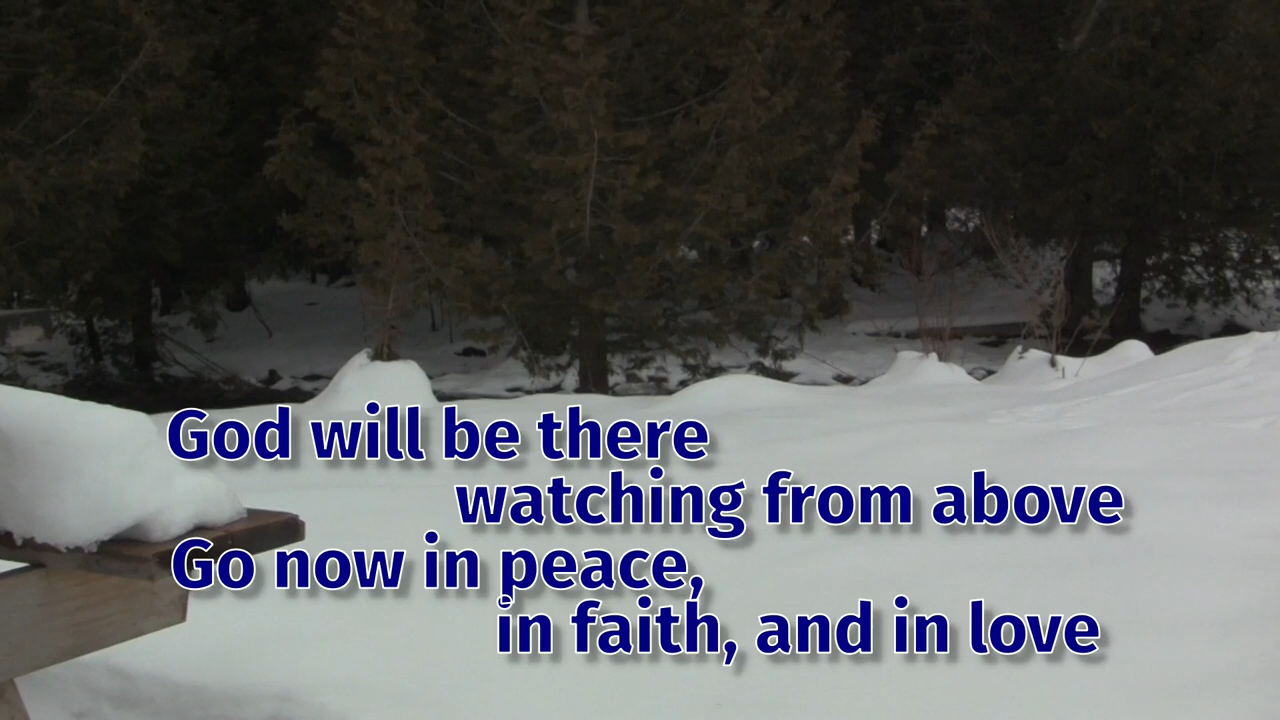 God will be there
watching from above
Go now in peace,
in faith, and in love